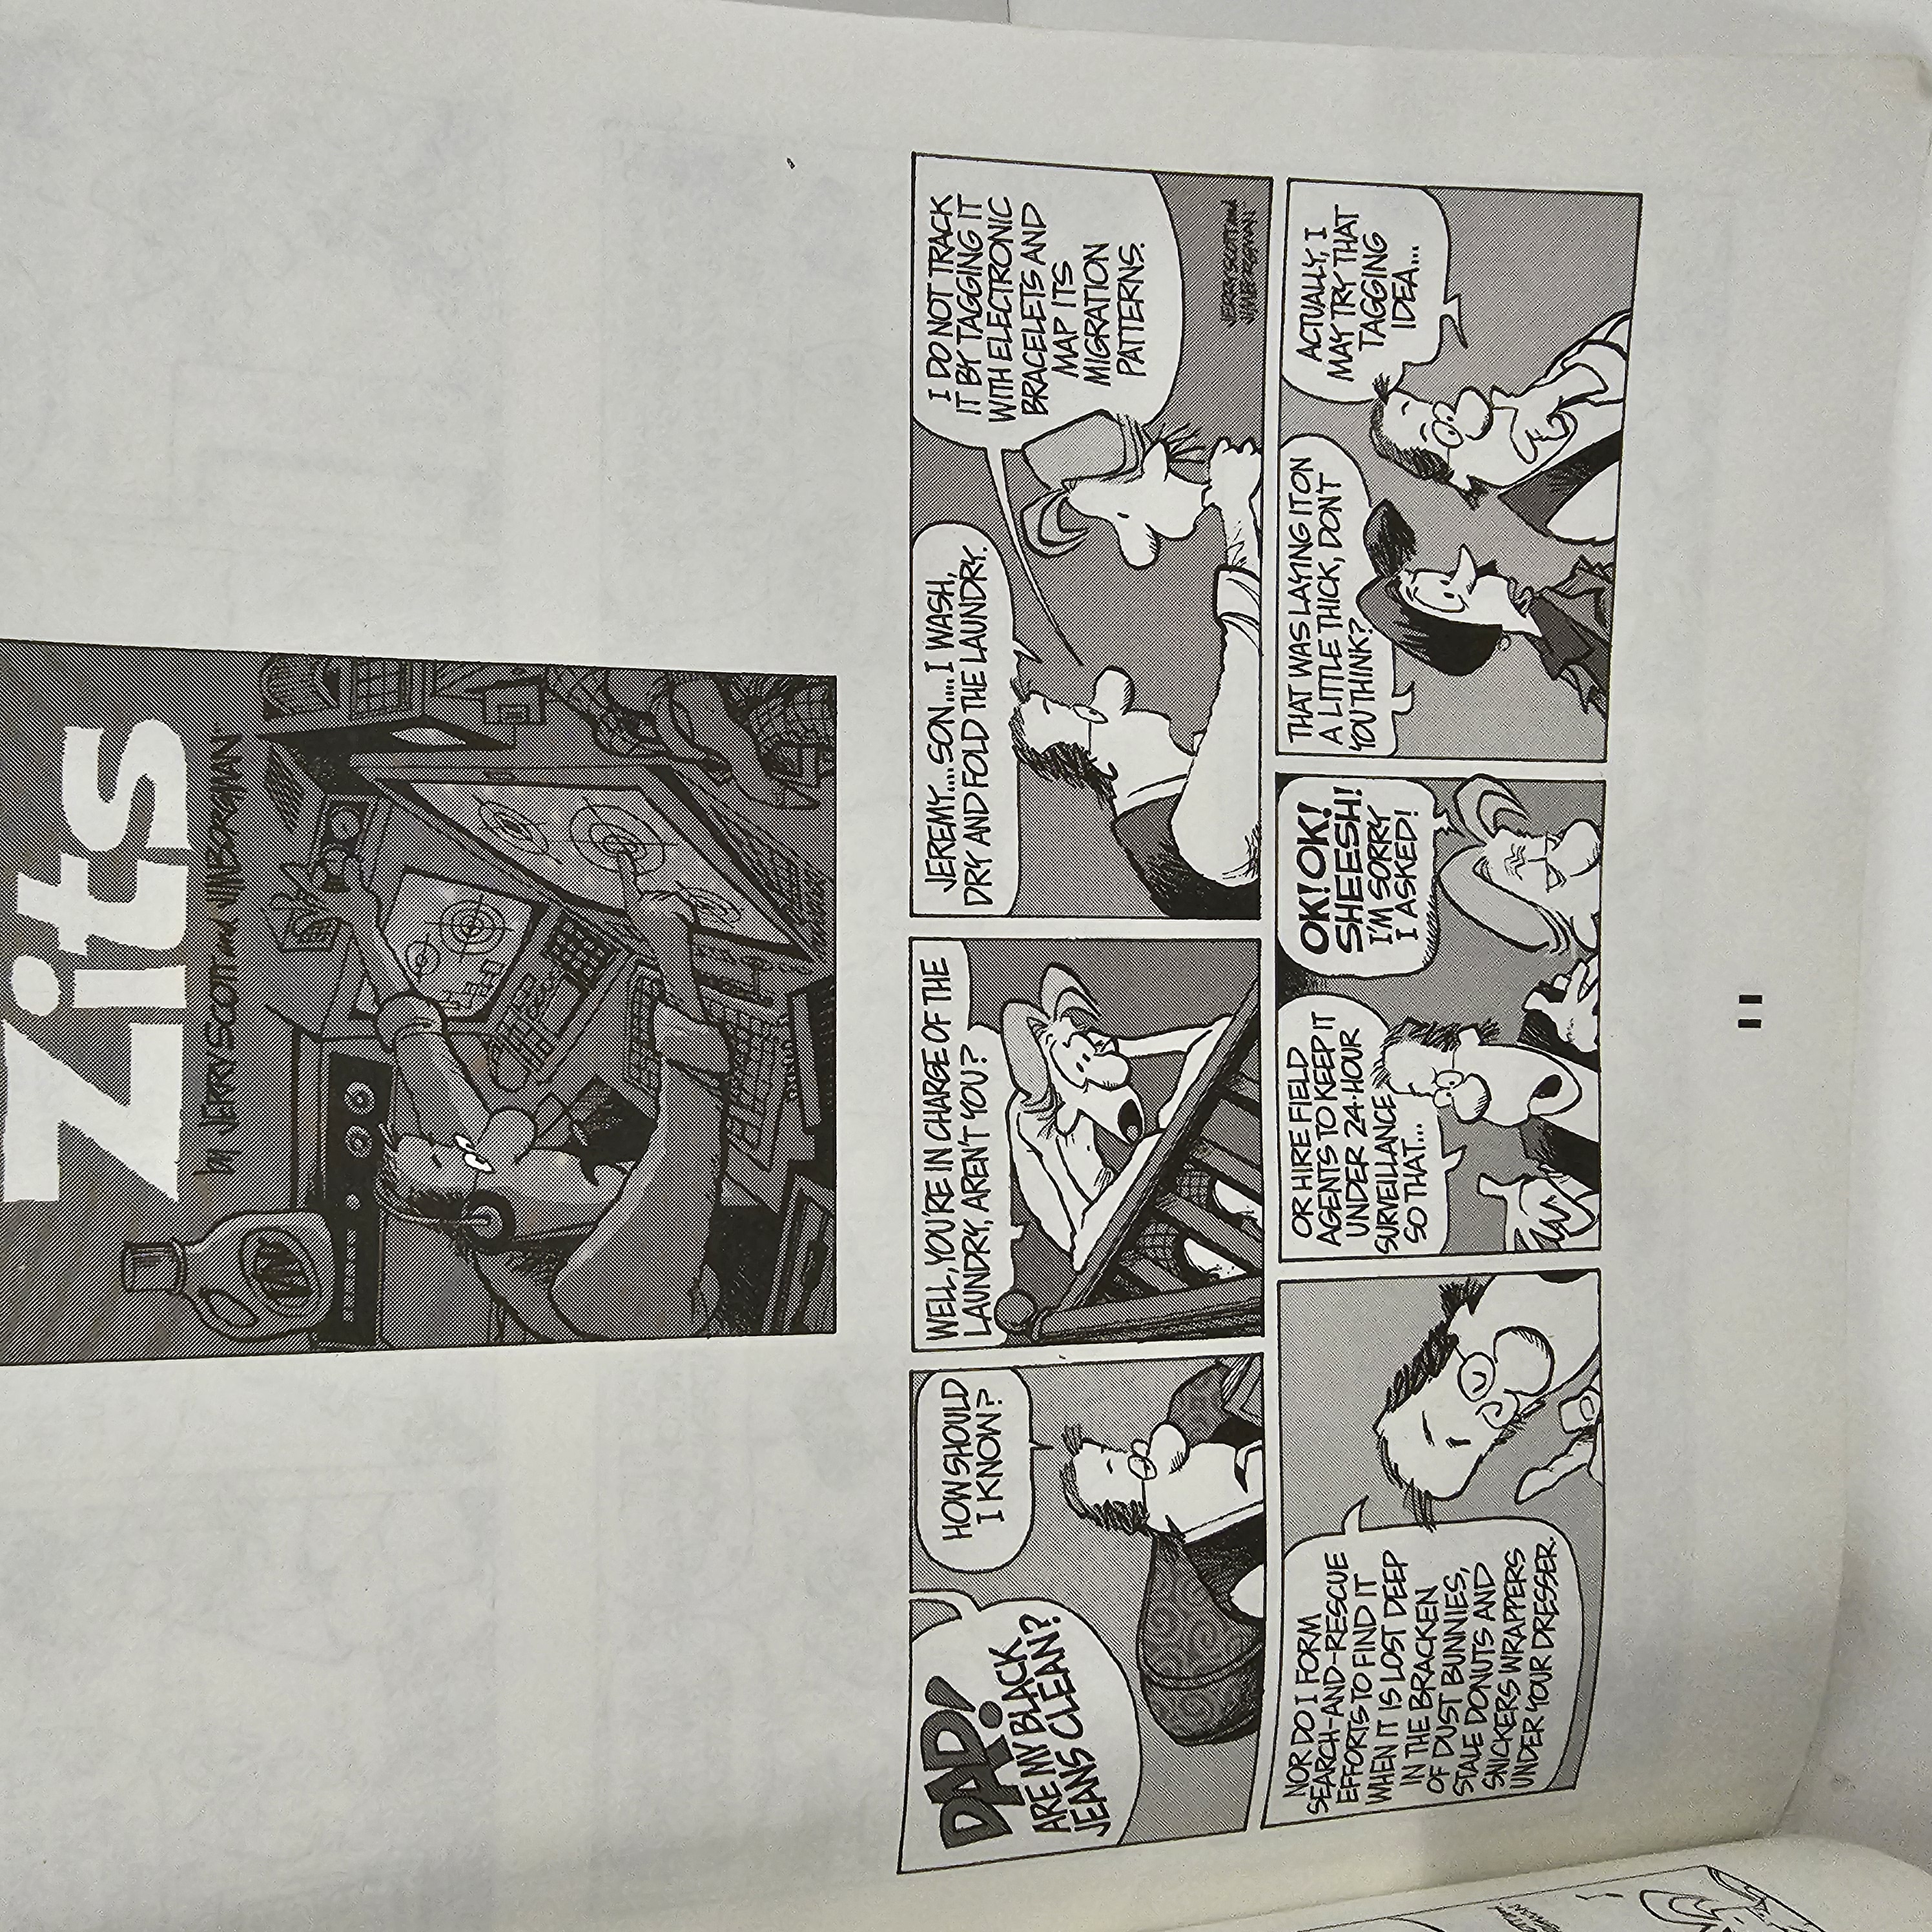 Zits
by JERRY SCOTT and JIM BORGMAN
DAD!
ARE MY BLACK
JEANS CLEAN?
HOW SHOULD
I KNOW?
WELL, YOU'RE IN CHARGE OF THE
LAUNDRY, AREN'T YOU?
JEREMY.... SON.... I WASH,
DRY AND FOLD THE LAUNDRY.
I DO NOT TRACK
IT BY TAGGING IT
WITH ELECTRONIC
BRACELETS AND
MAP ITS
MIGRATION
PATTERNS.
JERRY SCOTT and
JIM BORGMAN
NOR DO I FORM
SEARCH-AND-RESCUE
EFFORTS TO FIND IT
WHEN IT IS LOST DEEP
IN THE BRACKEN
OF DUST BUNNIES,
STALE DONUTS AND
SNICKERS WRAPPERS
UNDER YOUR DRESSER.
OR HIRE FIELD
AGENTS TO KEEP IT
UNDER 24-HOUR
SURVEILLANCE
SO THAT...
OK! OK!
SHEESH!
I'M SORRY
I ASKED!
THAT WAS LAYING IT ON
A LITTLE THICK, DON'T
YOU THINK?
ACTUALLY, I
MAY TRY THAT
TAGGING
IDEA...
11